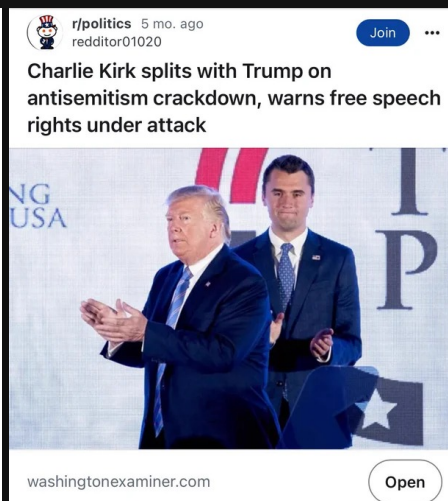 r/politics 5 mo. ago
redditor01020
Join
Charlie Kirk splits with Trump on
antisemitism crackdown, warns free speech
rights under attack
NG
USA
T
P
washingtonexaminer.com
Open